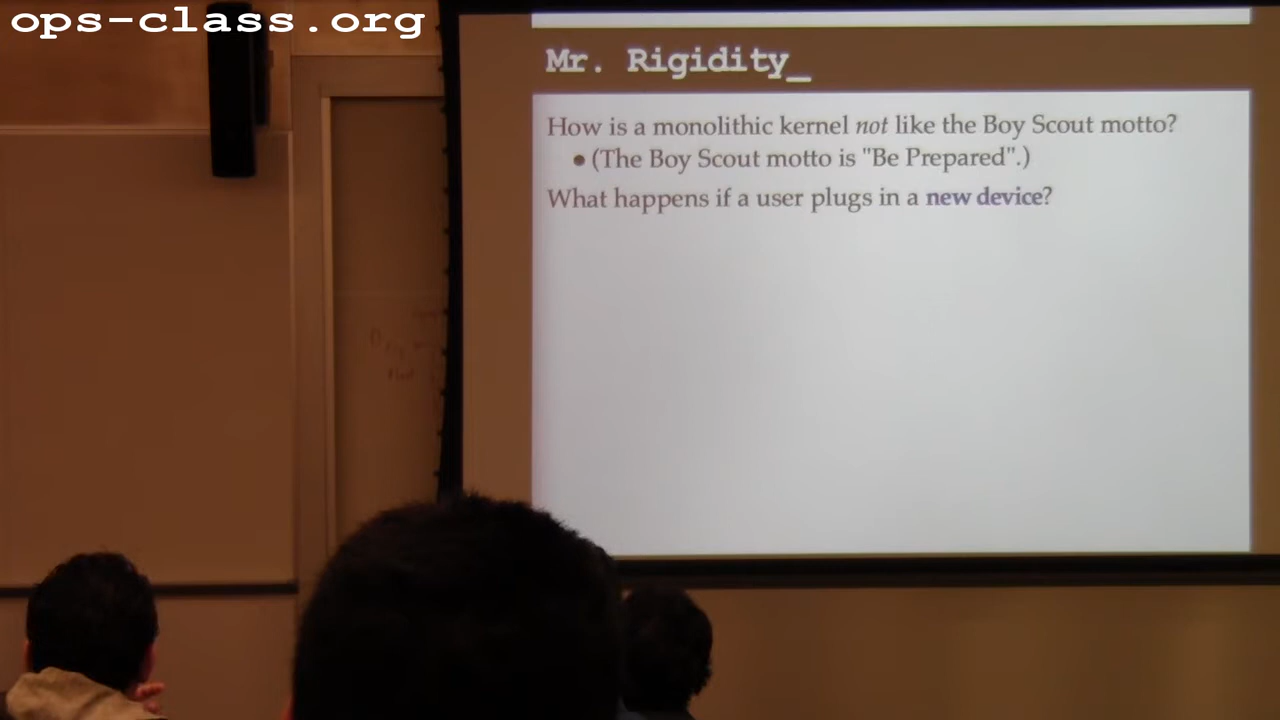 ops-class.org
Mr. Rigidity_
How is a monolithic kernel not like the Boy Scout motto?
• (The Boy Scout motto is "Be Prepared".)
What happens if a user plugs in a new device?